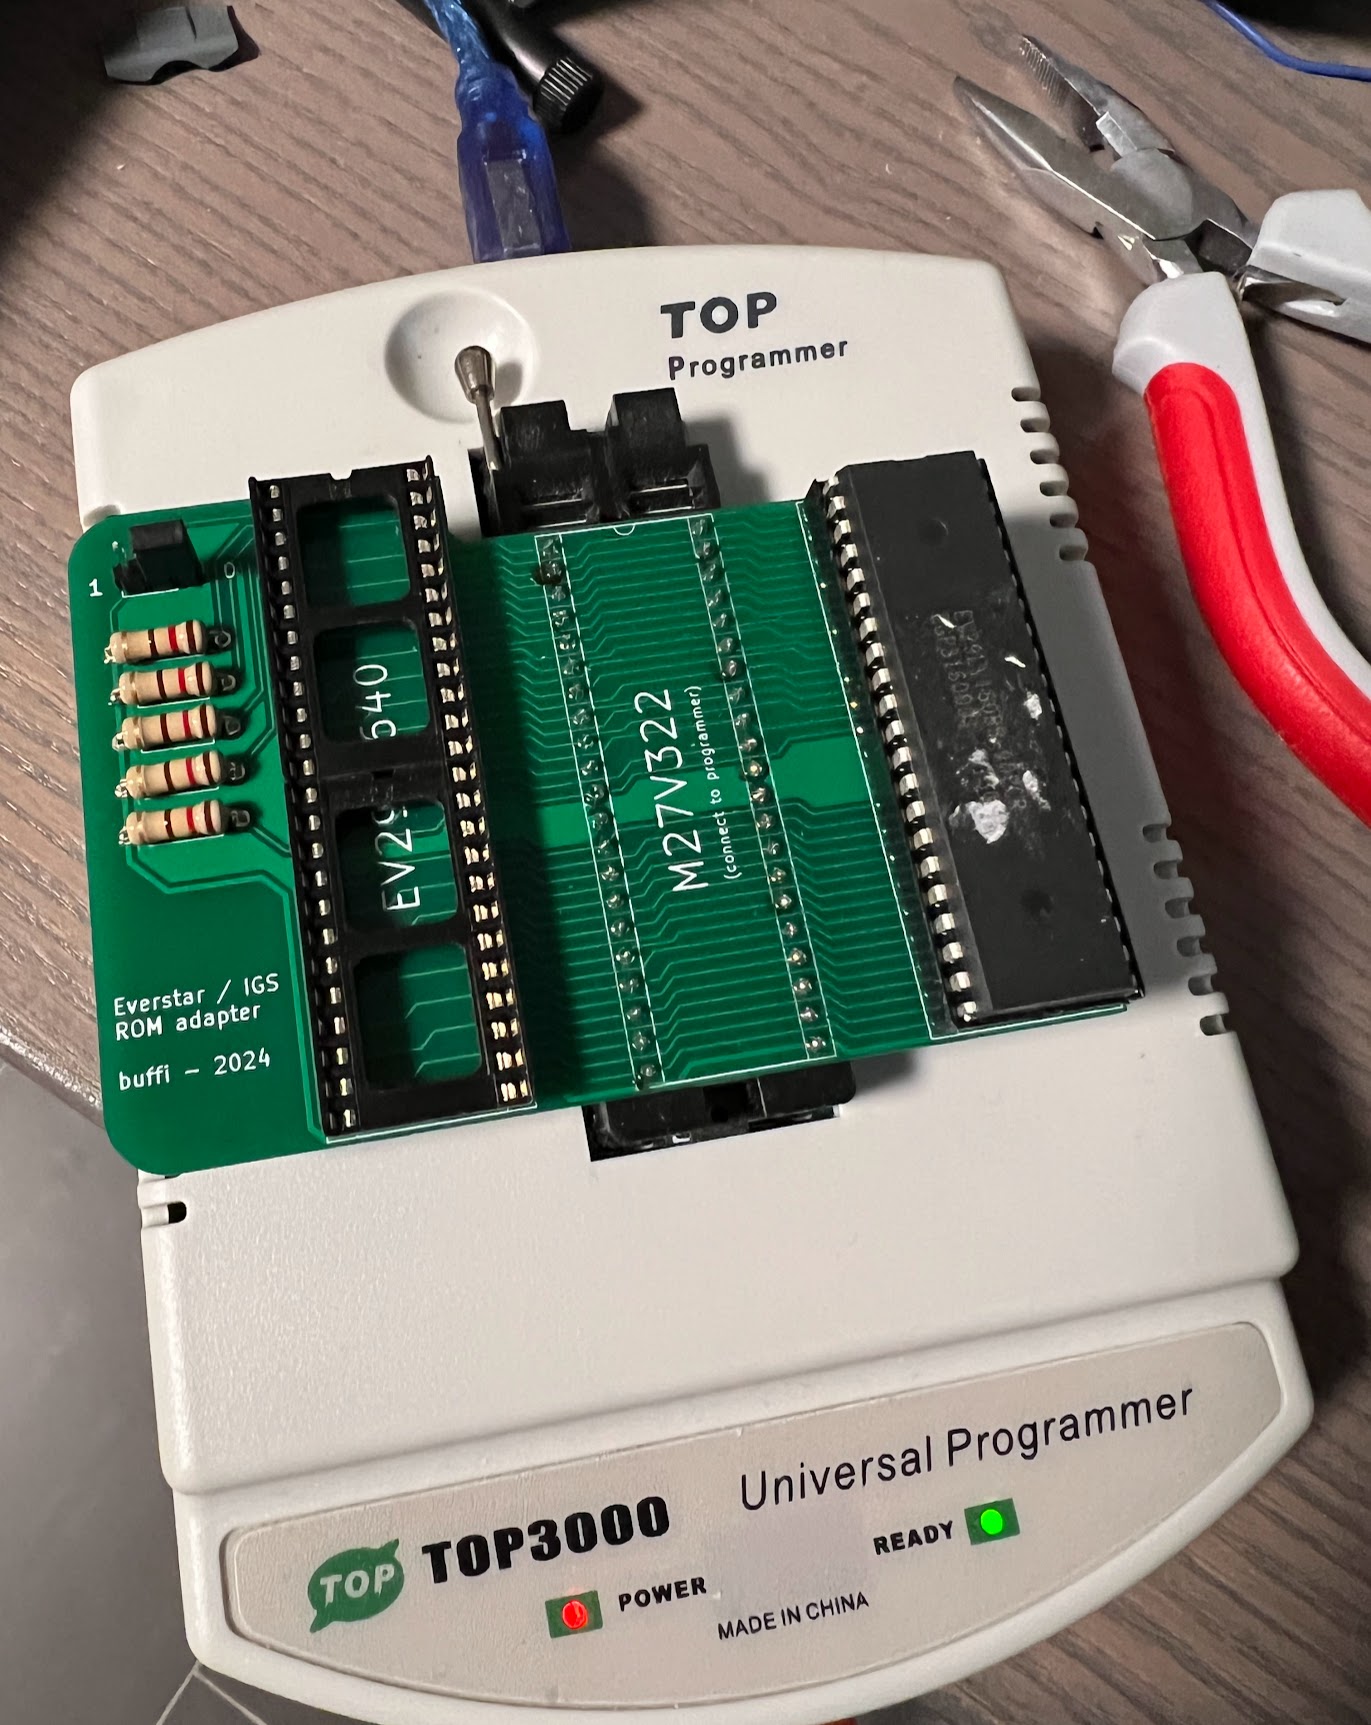 TOP
Programmer
1
0
640
EV29
M27V322
(connect to programmer)
Everstar / IGS
ROM adapter
buffi - 2024
Universal Programmer
TOP
TOP3000
READY
POWER
MADE IN CHINA